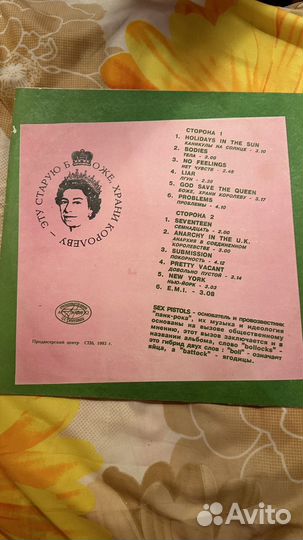 ЭТУ СТАРУЮ БОЖЕ, ХРАНИ КОРОЛЕВУ
СТОРОНА 1
1. HOLIDAYS IN THE SUN
КАНИКУЛЫ НА СОЛНЦЕ - 3.10
2. BODIES
ТЕЛА - 3.00
3. NO FEELINGS
НЕТ ЧУВСТВ - 2.48
4. LIAR
ЛГУН - 2.39
5. GOD SAVE THE QUEEN
БОЖЕ, ХРАНИ КОРОЛЕВУ - 3.17
6. PROBLEMS
ПРОБЛЕМЫ - 4.10
СТОРОНА 2
1. SEVENTEEN
СЕМНАДЦАТЬ - 2.00
2. ANARCHY IN THE U.K.
АНАРХИЯ В СОЕДИНЕННОМ
КОРОЛЕВСТВЕ - 3.00
3. SUBMISSION
ПОКОРНОСТЬ - 4.12
4. PRETTY VACANT
ДОВОЛЬНО ПУСТОЙ - 3.14
5. NEW YORK
НЬЮ-ЙОРК - 3.03
6. E.M.I. - 3.08
SEX PISTOLS - основатель и провозвестник
"панк-рока", их музыка и идеология
основаны на вызове общественному
мнению, этот вызов заключается и в
названии альбома, слово "bollocks" -
это гибрид двух слов: "boll" - означает
яйца, а "battock" - ягодицы.
Продюсерский центр СПб, 1993 г.
Avito